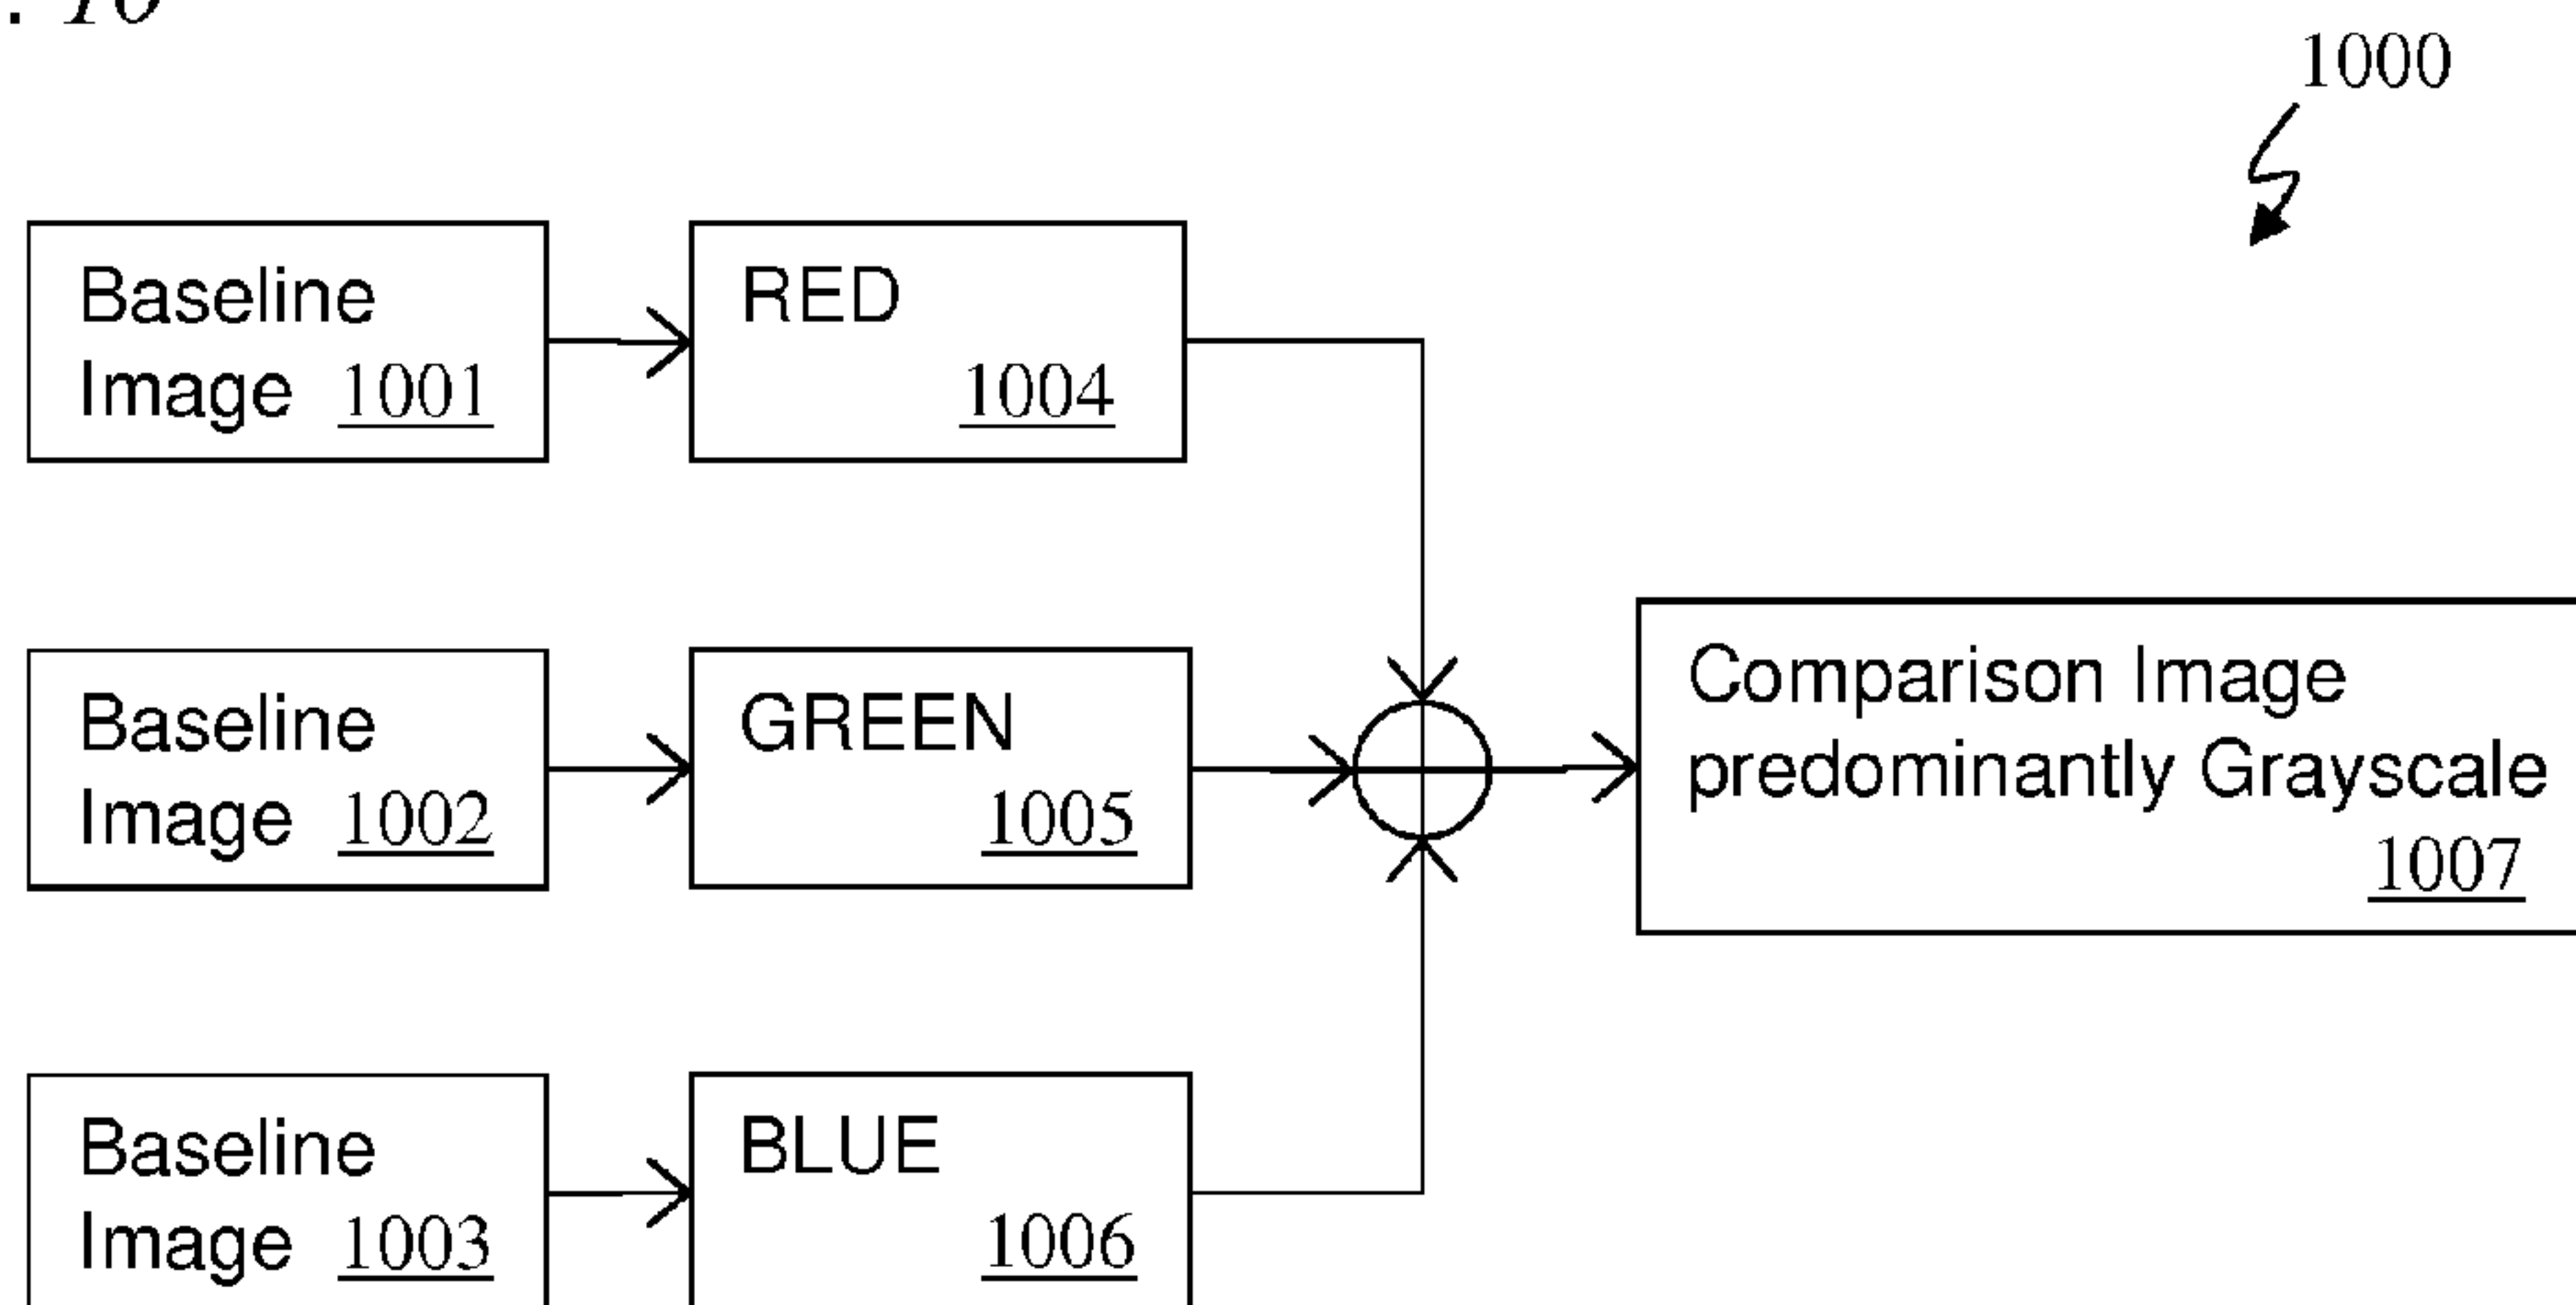 . 10
1000
Baseline
Image 1001
RED
1004
Baseline
Image 1002
GREEN
1005
Comparison Image
predominantly Grayscale
1007
Baseline
Image 1003
BLUE
1006